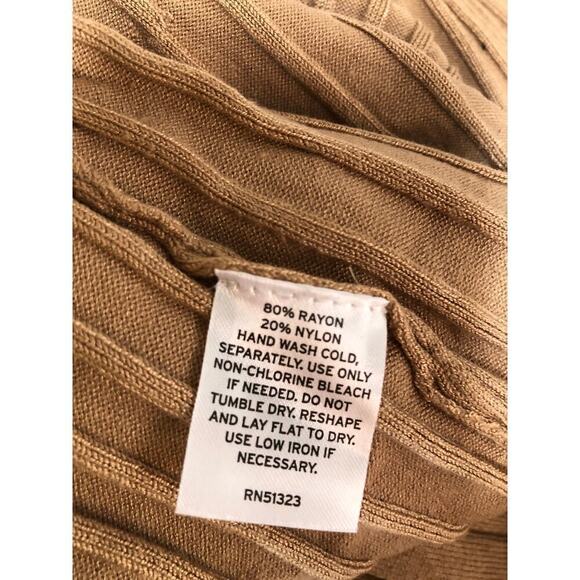 80% RAYON
20% NYLON
HAND WASH COLD,
SEPARATELY. USE ONLY
NON-CHLORINE BLEACH
IF NEEDED. DO NOT
TUMBLE DRY. RESHAPE
AND LAY FLAT TO DRY.
USE LOW IRON IF
NECESSARY.
RN51323